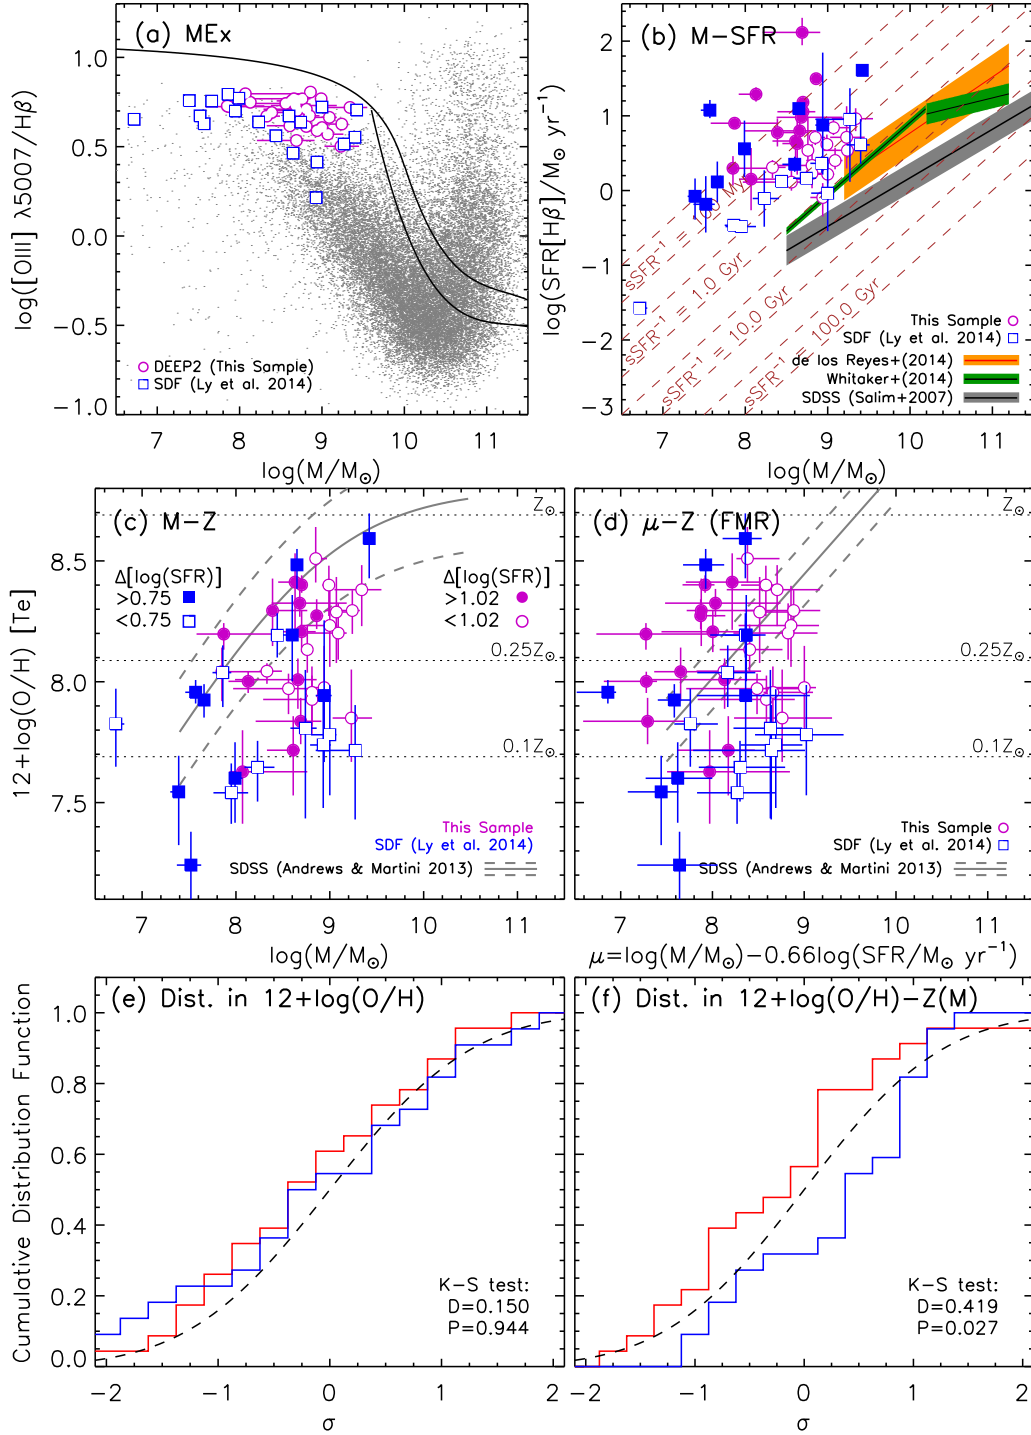 (a) MEx
log([OIII] λ5007/Hβ)
1.0
0.5
0.0
−0.5
−1.0
DEEP2 (This Sample)
SDF (Ly et al. 2014)
7 8 9 10 11
log(M/M⊙)
(b) M−SFR
log(SFR[Hβ]/M⊙ yr⁻¹)
2
1
0
−1
−2
−3
sSFR⁻¹ = 1.0 Gyr
sSFR⁻¹ = 10.0 Gyr
sSFR⁻¹ = 100.0 Gyr
This Sample
SDF (Ly et al. 2014)
de los Reyes+(2014)
Whitaker+(2014)
SDSS (Salim+2007)
7 8 9 10 11
log(M/M⊙)
(c) M−Z
12+log(O/H) [Te]
8.5
8.0
7.5
Z⊙
0.25Z⊙
0.1Z⊙
Δ[log(SFR)]
>0.75
<0.75
Δ[log(SFR)]
>1.02
<1.02
This Sample
SDF (Ly et al. 2014)
SDSS (Andrews & Martini 2013)
7 8 9 10 11
log(M/M⊙)
(d) μ−Z (FMR)
Z⊙
0.25Z⊙
0.1Z⊙
This Sample
SDF (Ly et al. 2014)
SDSS (Andrews & Martini 2013)
7 8 9 10 11
μ=log(M/M⊙)−0.66log(SFR/M⊙ yr⁻¹)
(e) Dist. in 12+log(O/H)
Cumulative Distribution Function
1.0
0.8
0.6
0.4
0.2
0.0
K−S test:
D=0.150
P=0.944
−2 −1 0 1 2
σ
(f) Dist. in 12+log(O/H)−Z(M)
K−S test:
D=0.419
P=0.027
−2 −1 0 1 2
σ